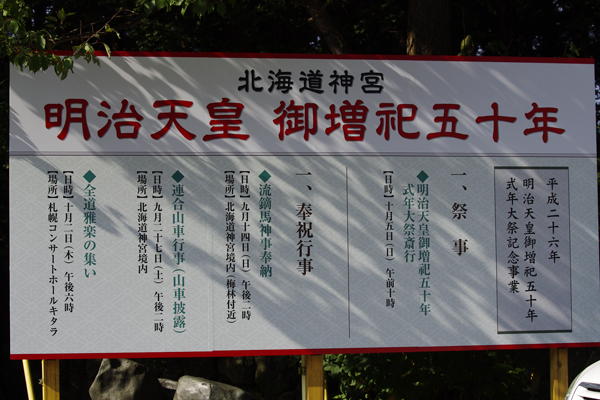 北海道神宮
明治天皇 御増祀五十年
平成二十六年
明治天皇御増祀五十年
式年大祭記念事業
一、祭事
◆明治天皇御増祀五十年
式年大祭斎行
【日時】十月五日（日）午前十時
一、奉祝行事
◆流鏑馬神事奉納
【日時】九月十四日（日）午後二時
【場所】北海道神宮境内（梅林付近）
◆連合山車行事（山車披露）
【日時】九月二十七日（土）午後二時
【場所】北海道神宮境内
◆全道雅楽の集い
【日時】十月二日（木）午後六時
【場所】札幌コンサートホールキタラ